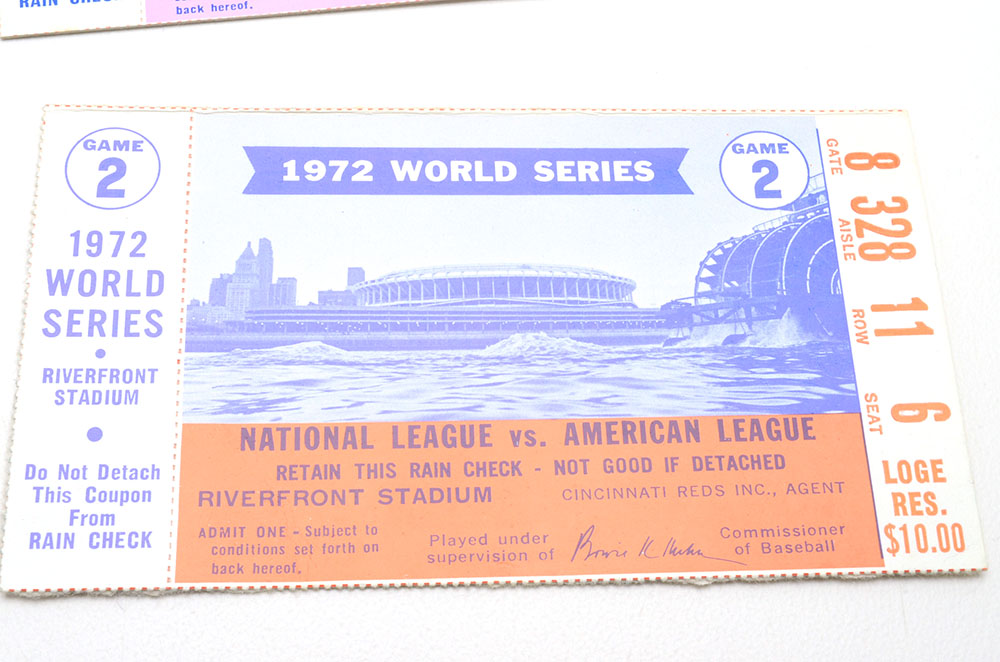 RAIN CHECK
back hereof.
GAME
2
1972
WORLD
SERIES
RIVERFRONT
STADIUM
Do Not Detach
This Coupon
From
RAIN CHECK
1972 WORLD SERIES
GAME
2
NATIONAL LEAGUE vs. AMERICAN LEAGUE
RETAIN THIS RAIN CHECK - NOT GOOD IF DETACHED
RIVERFRONT STADIUM
CINCINNATI REDS INC., AGENT
ADMIT ONE - Subject to
conditions set forth on
back hereof.
Played under
supervision of
Bowie K Kuhn
Commissioner
of Baseball
GATE
8
AISLE
328
ROW
11
SEAT
6
LOGE
RES.
$10.00